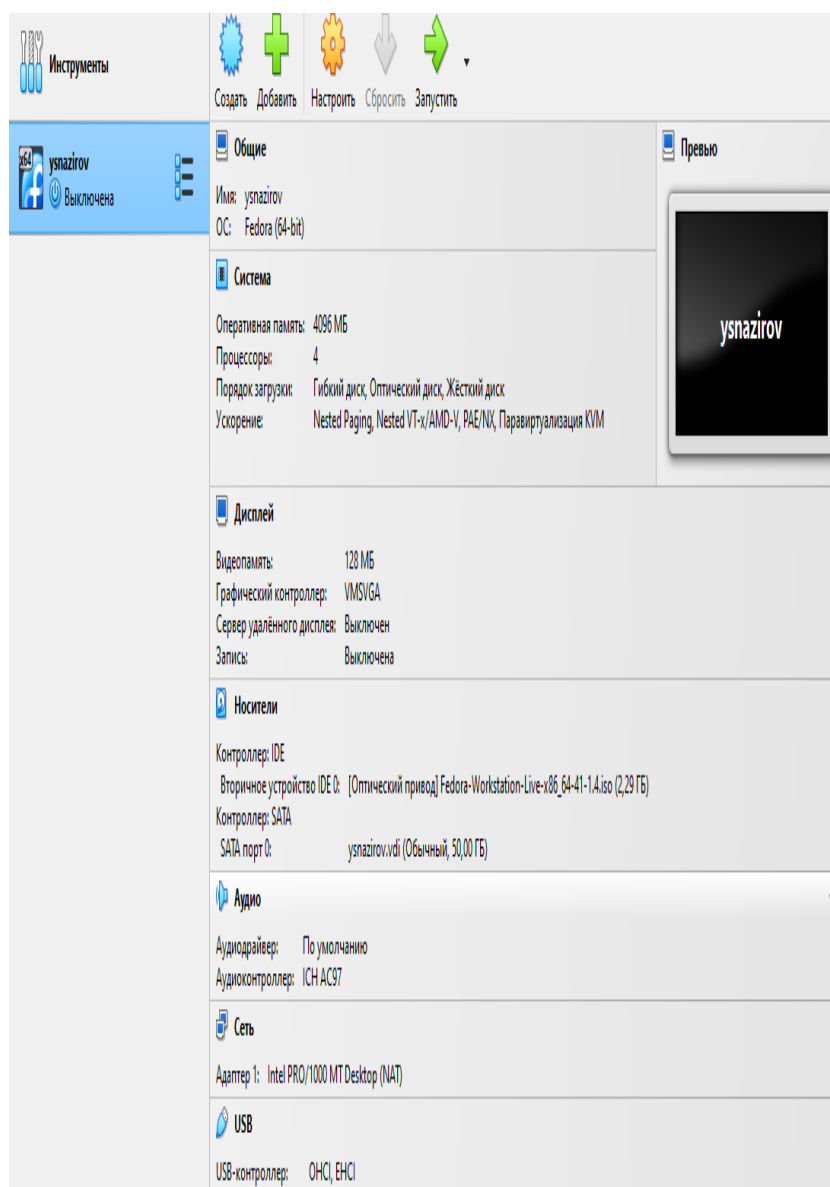 Инструменты
Создать Добавить Настроить Сбросить Запустить
x64
ysnazirov
Выключена
Общие
Имя: ysnazirov
ОС: Fedora (64-bit)
Превью
ysnazirov
Система
Оперативная память: 4096 МБ
Процессоры: 4
Порядок загрузки: Гибкий диск, Оптический диск, Жёсткий диск
Ускорение: Nested Paging, Nested VT-x/AMD-V, PAE/NX, Паравиртуализация KVM
Дисплей
Видеопамять: 128 МБ
Графический контроллер: VMSVGA
Сервер удалённого дисплея: Выключен
Запись: Выключена
Носители
Контроллер: IDE
Вторичное устройство IDE 0: [Оптический привод] Fedora-Workstation-Live-x86_64-41-1.4.iso (2,29 ГБ)
Контроллер: SATA
SATA порт 0: ysnazirov.vdi (Обычный, 50,00 ГБ)
Аудио
Аудиодрайвер: По умолчанию
Аудиоконтроллер: ICH AC97
Сеть
Адаптер 1: Intel PRO/1000 MT Desktop (NAT)
USB
USB-контроллер: OHCI, EHCI